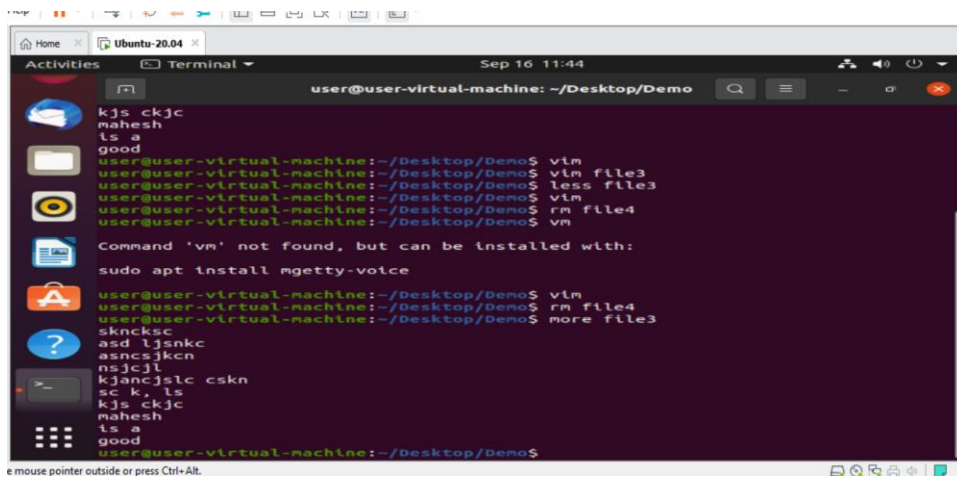 Help
Home
Ubuntu-20.04
Activities Terminal Sep 16 11:44
user@user-virtual-machine: ~/Desktop/Demo
kjs ckjc
mahesh
is a
good
user@user-virtual-machine:~/Desktop/Demo$ vim
user@user-virtual-machine:~/Desktop/Demo$ vim file3
user@user-virtual-machine:~/Desktop/Demo$ less file3
user@user-virtual-machine:~/Desktop/Demo$ vim
user@user-virtual-machine:~/Desktop/Demo$ rm file4
user@user-virtual-machine:~/Desktop/Demo$ vm
Command 'vm' not found, but can be installed with:
sudo apt install mgetty-voice
user@user-virtual-machine:~/Desktop/Demo$ vim
user@user-virtual-machine:~/Desktop/Demo$ rm file4
user@user-virtual-machine:~/Desktop/Demo$ more file3
skncksc
asd ljsnkc
asncsjkcn
nsjcjl
kjancjslc cskn
sc k, ls
kjs ckjc
mahesh
is a
good
user@user-virtual-machine:~/Desktop/Demo$
e mouse pointer outside or press Ctrl+Alt.